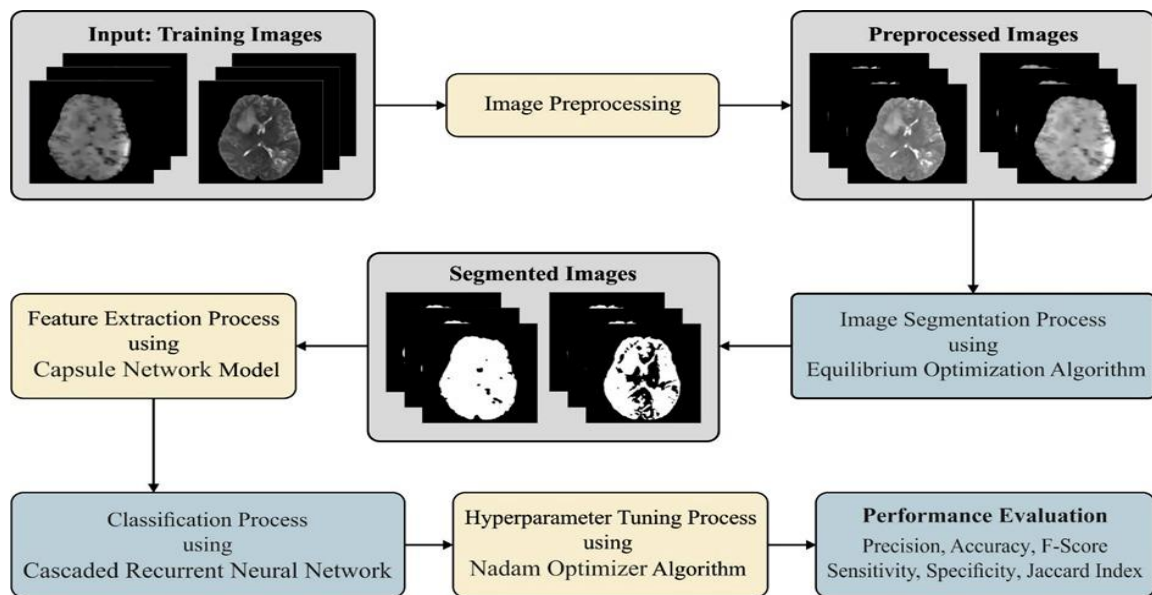 Input: Training Images
Image Preprocessing
Preprocessed Images
Image Segmentation Process
using
Equilibrium Optimization Algorithm
Segmented Images
Feature Extraction Process
using
Capsule Network Model
Classification Process
using
Cascaded Recurrent Neural Network
Hyperparameter Tuning Process
using
Nadam Optimizer Algorithm
Performance Evaluation
Precision, Accuracy, F-Score
Sensitivity, Specificity, Jaccard Index